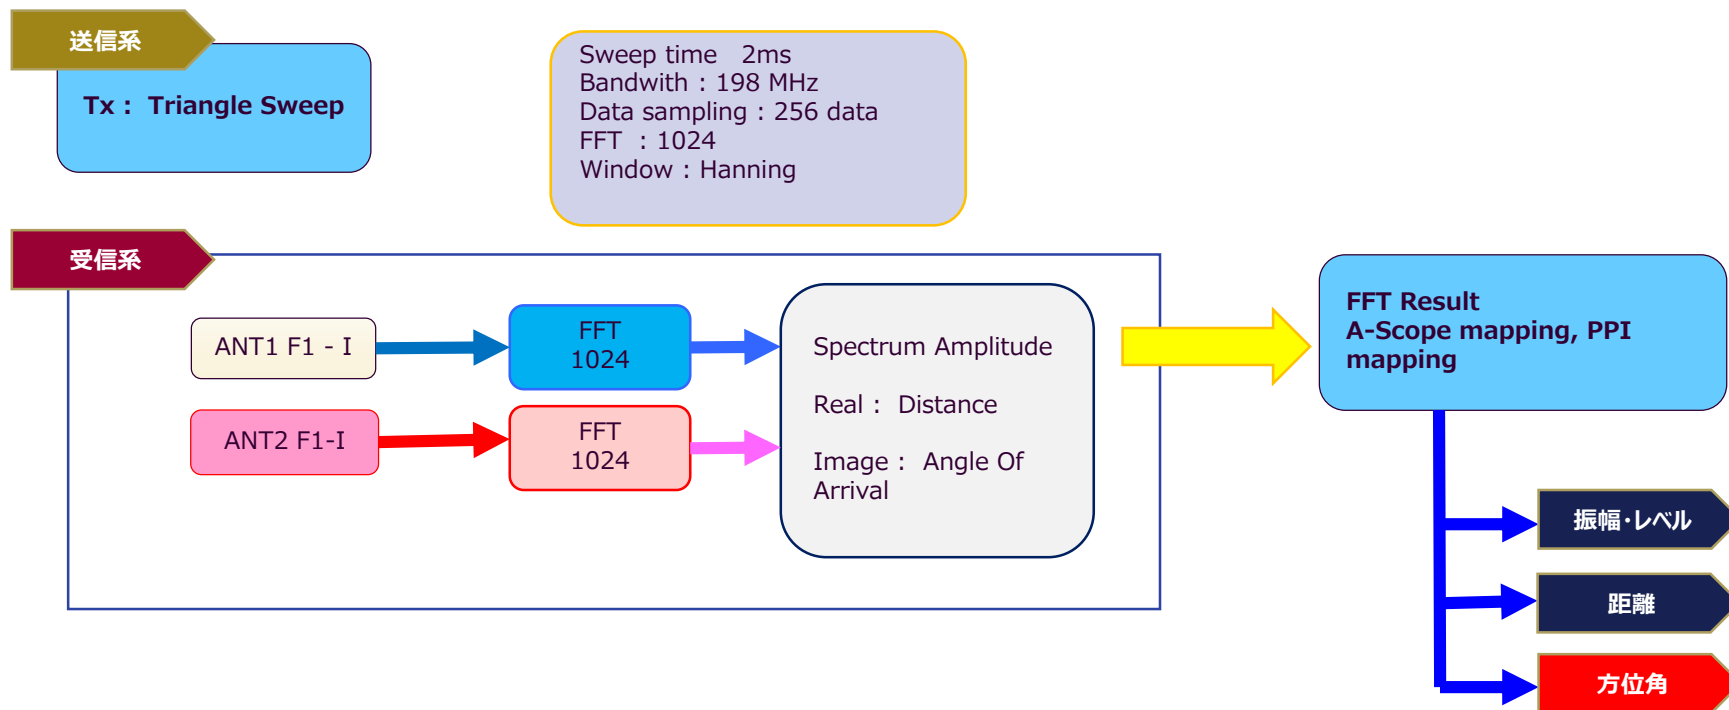 送信系
Tx : Triangle Sweep
Sweep time 2ms
Bandwith : 198 MHz
Data sampling : 256 data
FFT : 1024
Window : Hanning
受信系
ANT1 F1 - I
FFT
1024
ANT2 F1-I
FFT
1024
Spectrum Amplitude
Real : Distance
Image : Angle Of
Arrival
FFT Result
A-Scope mapping, PPI
mapping
振幅・レベル
距離
方位角